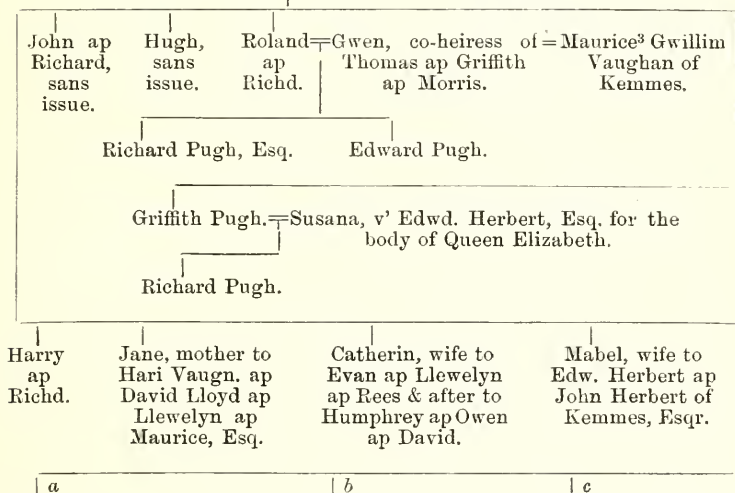 John ap Richard, sans issue.
Hugh, sans issue.
Roland ap Richd.
Gwen, co-heiress of Thomas ap Griffith ap Morris.
= Maurice³ Gwillim Vaughan of Kemmes.
Richard Pugh, Esq.
Edward Pugh.
Griffith Pugh.
Susana, v' Edwd. Herbert, Esq. for the
body of Queen Elizabeth.
Richard Pugh.
Harry ap Richd.
Jane, mother to Hari Vaugn. ap David Lloyd ap Llewelyn ap Maurice, Esq.
Catherin, wife to Evan ap Llewelyn ap Rees & after to Humphrey ap Owen ap David.
Mabel, wife to Edw. Herbert ap John Herbert of Kemmes, Esqr.
a b c